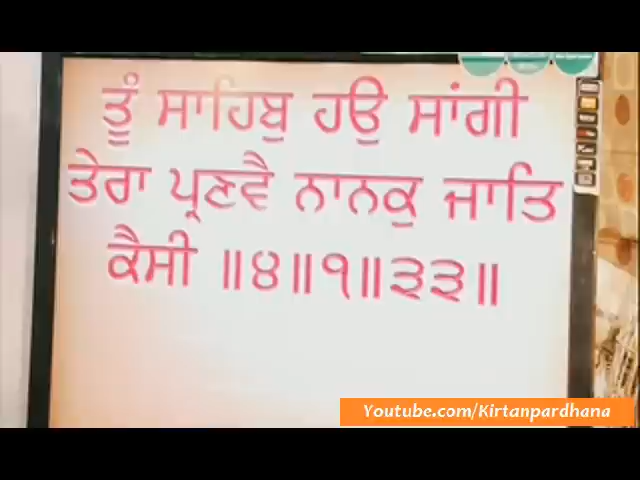 ਤੂੰ ਸਾਹਿਬੁ ਹਉ ਸਾਂਗੀ
ਤੇਰਾ ਪ੍ਰਣਵੈ ਨਾਨਕੁ ਜਾਤਿ
ਕੈਸੀ ॥੪॥੧॥੩੩॥
Youtube.com/Kirtanpardhana